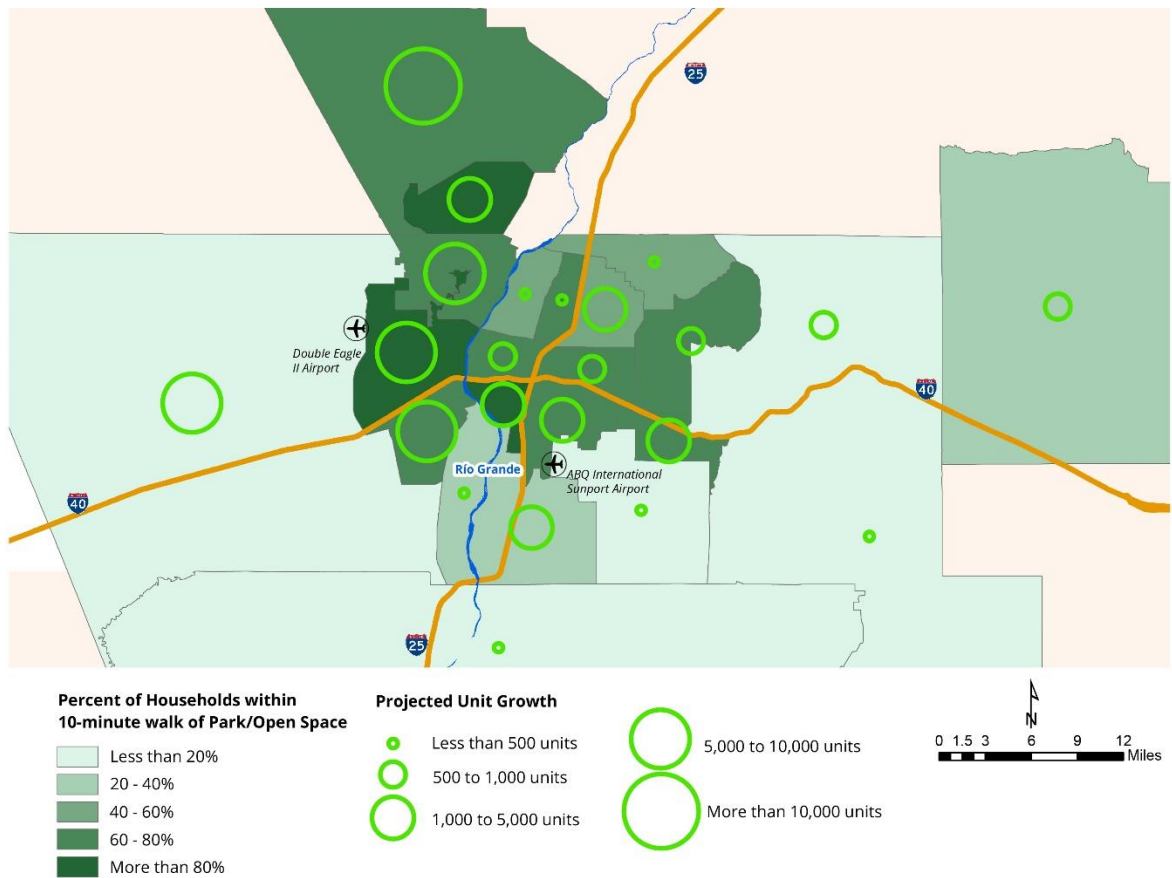 25
Double Eagle
II Airport
40
Río Grande
ABQ International
Sunport Airport
40
25
Percent of Households within
10-minute walk of Park/Open Space
Less than 20%
20 - 40%
40 - 60%
60 - 80%
More than 80%
Projected Unit Growth
Less than 500 units
500 to 1,000 units
1,000 to 5,000 units
5,000 to 10,000 units
More than 10,000 units
N
0 1.5 3 6 9 12
Miles